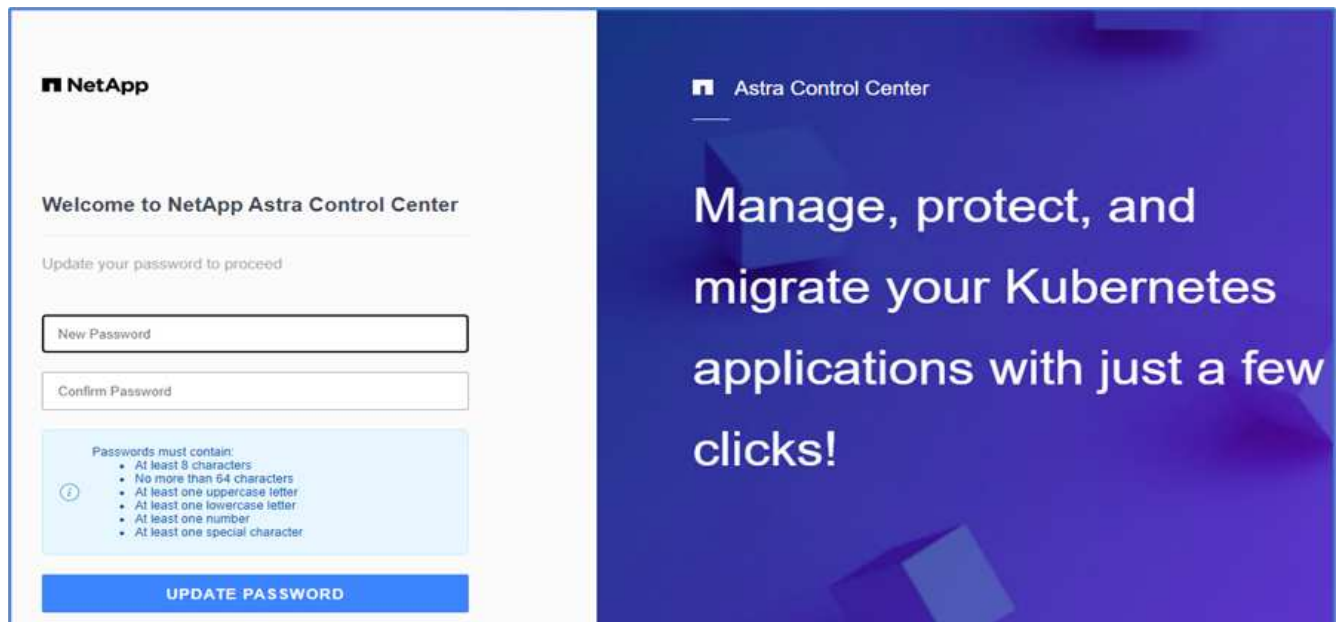 NetApp
Welcome to NetApp Astra Control Center
Update your password to proceed
New Password
Confirm Password
Passwords must contain:
• At least 8 characters
• No more than 64 characters
• At least one uppercase letter
• At least one lowercase letter
• At least one number
• At least one special character
UPDATE PASSWORD
Astra Control Center
Manage, protect, and
migrate your Kubernetes
applications with just a few
clicks!